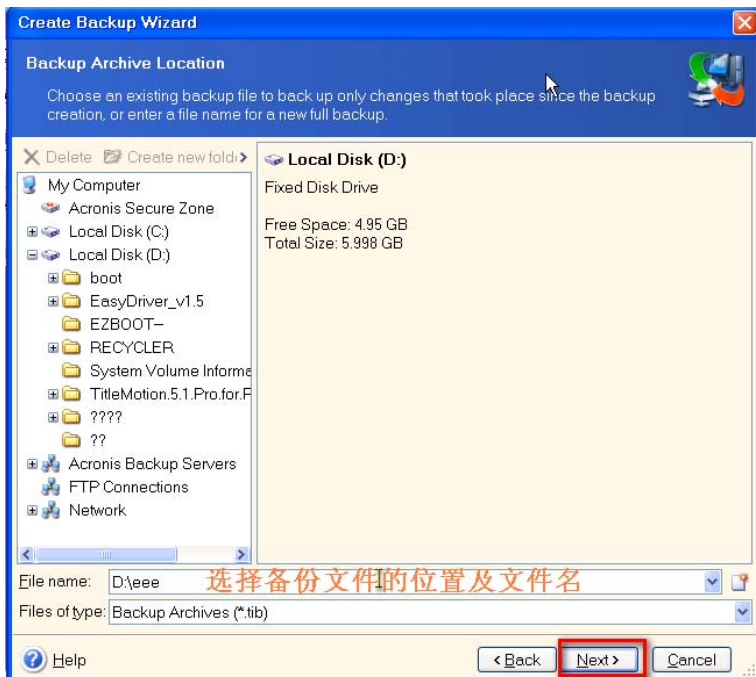 Create Backup Wizard
Backup Archive Location
Choose an existing backup file to back up only changes that took place since the backup
creation, or enter a file name for a new full backup.
Delete Create new folde
My Computer
Acronis Secure Zone
Local Disk (C:)
Local Disk (D:)
boot
EasyDriver_v1.5
EZBOOT–
RECYCLER
System Volume Informa
TitleMotion.5.1.Pro.for.F
????
??
Acronis Backup Servers
FTP Connections
Network
Local Disk (D:)
Fixed Disk Drive
Free Space: 4.95 GB
Total Size: 5.998 GB
File name: D:\eee 选择备份文件的位置及文件名
Files of type: Backup Archives (*.tib)
Help < Back Next > Cancel